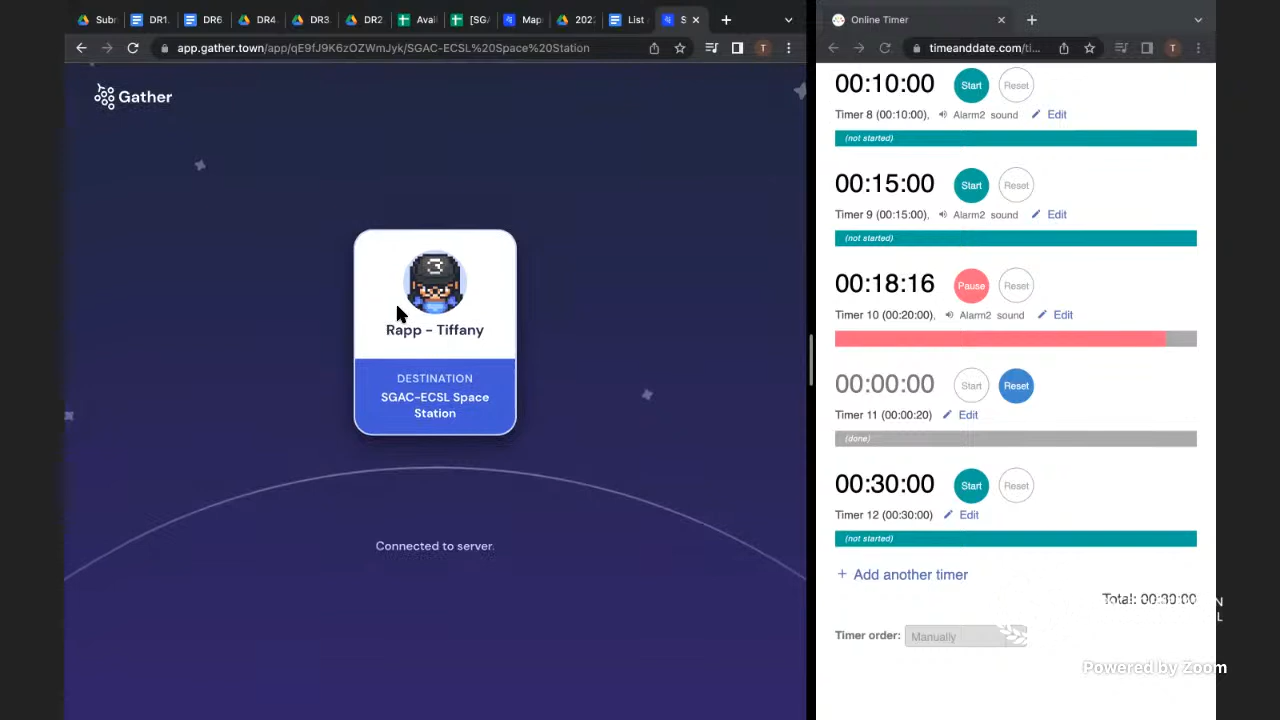 Subr
DR1.
DR6
DR4
DR3.
DR2
Avai
[SGA
Map
202
List
S
Online Timer
app.gather.town/app/qE9fJ9K6zOZWmJyk/SGAC-ECSL%20Space%20Station
T
timeanddate.com/ti...
T
Gather
3
Rapp - Tiffany
DESTINATION
SGAC-ECSL Space
Station
Connected to server.
00:10:00 Start Reset
Timer 8 (00:10:00), Alarm2 sound Edit
(not started)
00:15:00 Start Reset
Timer 9 (00:15:00), Alarm2 sound Edit
(not started)
00:18:16 Pause Reset
Timer 10 (00:20:00), Alarm2 sound Edit
00:00:00 Start Reset
Timer 11 (00:00:20) Edit
(done)
00:30:00 Start Reset
Timer 12 (00:30:00) Edit
(not started)
+ Add another timer
Total: 00:30:00
Timer order: Manually
Powered by Zoom